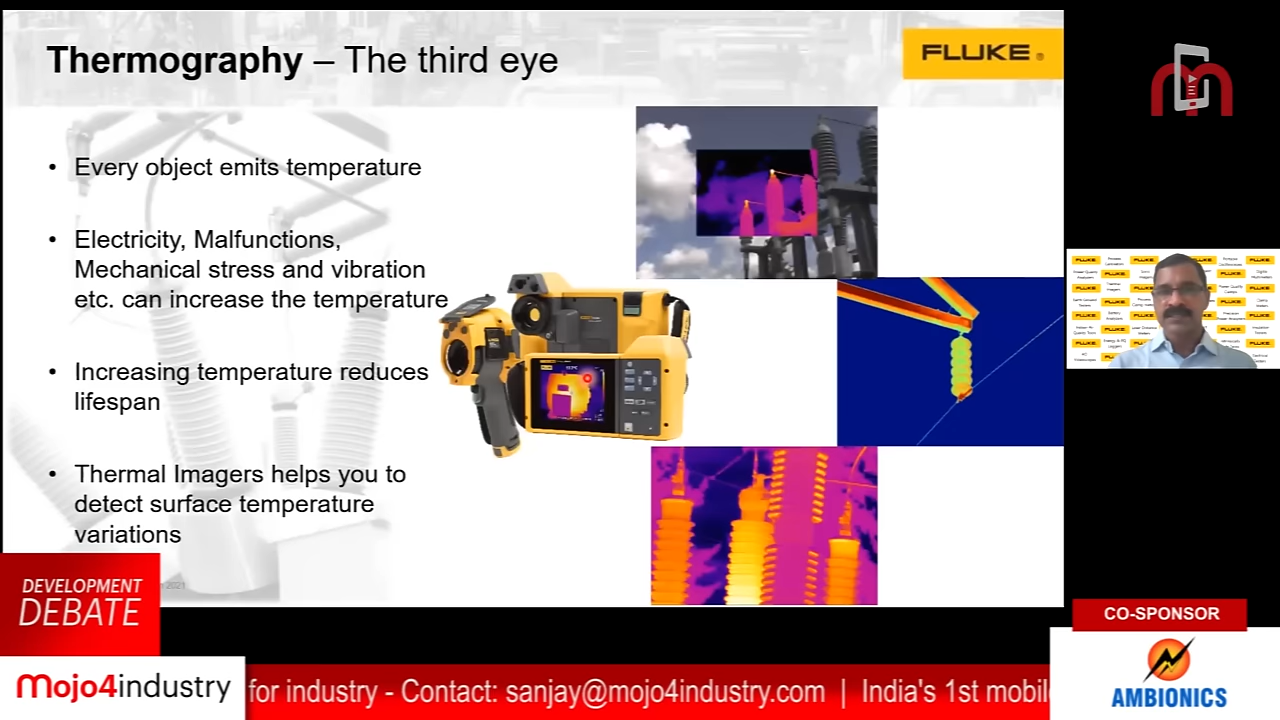 Thermography – The third eye
FLUKE ®
• Every object emits temperature
• Electricity, Malfunctions,
Mechanical stress and vibration
etc. can increase the temperature
• Increasing temperature reduces
lifespan
• Thermal Imagers helps you to
detect surface temperature
variations
2021
DEVELOPMENT
DEBATE
CO-SPONSOR
AMBIONICS
mojo4industry
for industry - Contact: sanjay@mojo4industry.com | India's 1st mobil